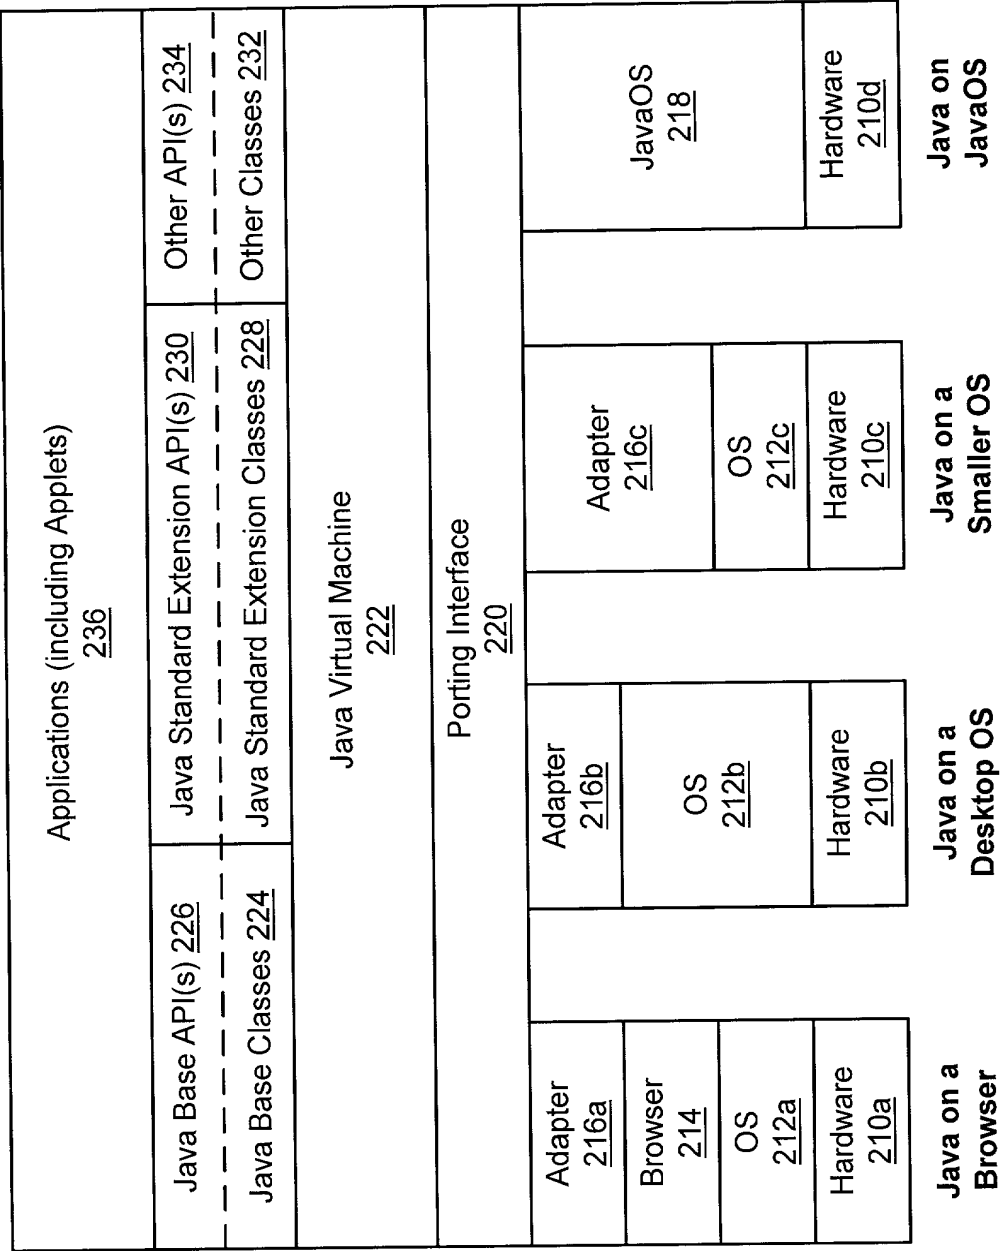 Applications (including Applets)
236
Java Base API(s) 226
Java Standard Extension API(s) 230
Other API(s) 234
Java Base Classes 224
Java Standard Extension Classes 228
Other Classes 232
Java Virtual Machine
222
Porting Interface
220
Adapter
216a
Browser
214
OS
212a
Hardware
210a
Java on a
Browser
Adapter
216b
OS
212b
Hardware
210b
Java on a
Desktop OS
Adapter
216c
OS
212c
Hardware
210c
Java on a
Smaller OS
JavaOS
218
Hardware
210d
Java on
JavaOS